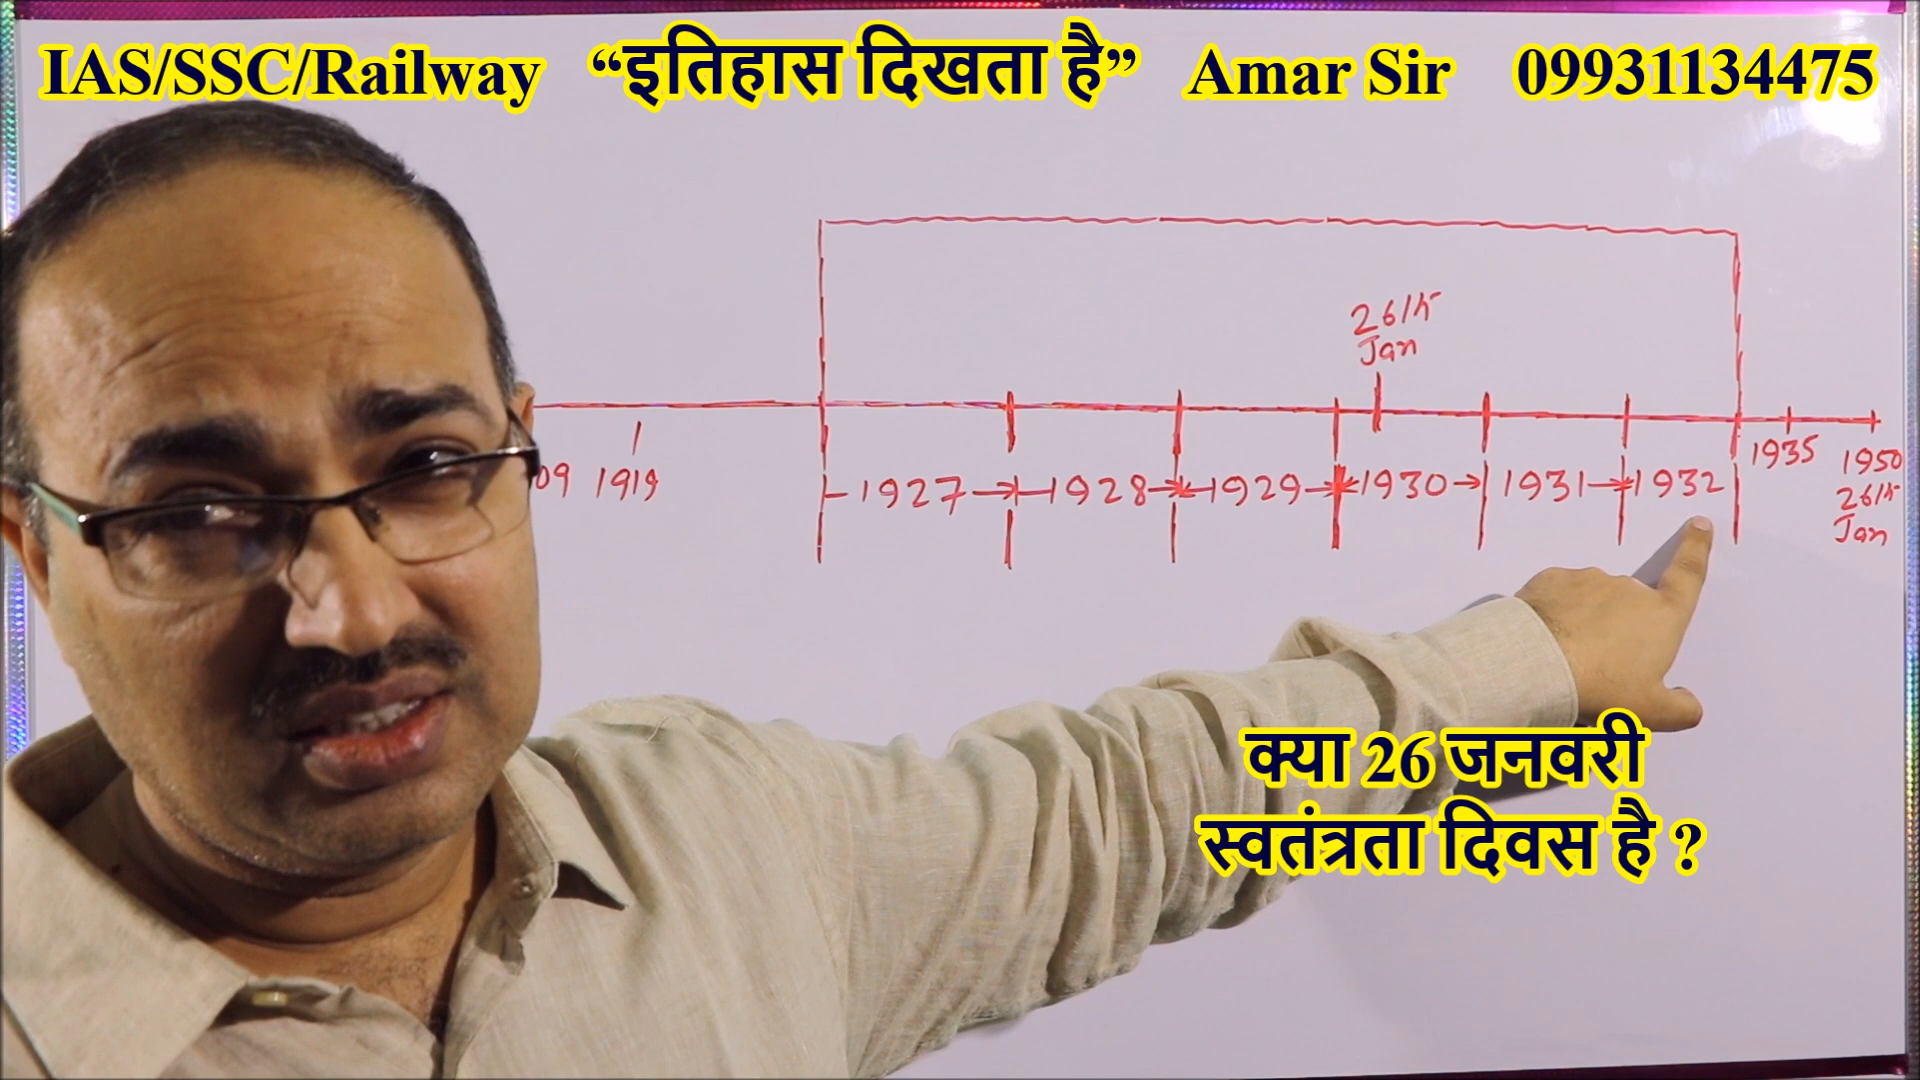 IAS/SSC/Railway “इतिहास दिखता है” Amar Sir 09931134475
26th
Jan
09 1919 1927 1928 1929 1930 1931 1932 1935 1950
26th
Jan
क्या 26 जनवरी
स्वतंत्रता दिवस है ?